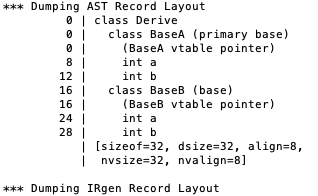 *** Dumping AST Record Layout
0 | class Derive
0 | class BaseA (primary base)
0 | (BaseA vtable pointer)
8 | int a
12 | int b
16 | class BaseB (base)
16 | (BaseB vtable pointer)
24 | int a
28 | int b
| [sizeof=32, dsize=32, align=8,
| nvsize=32, nvalign=8]
*** Dumping IRgen Record Layout